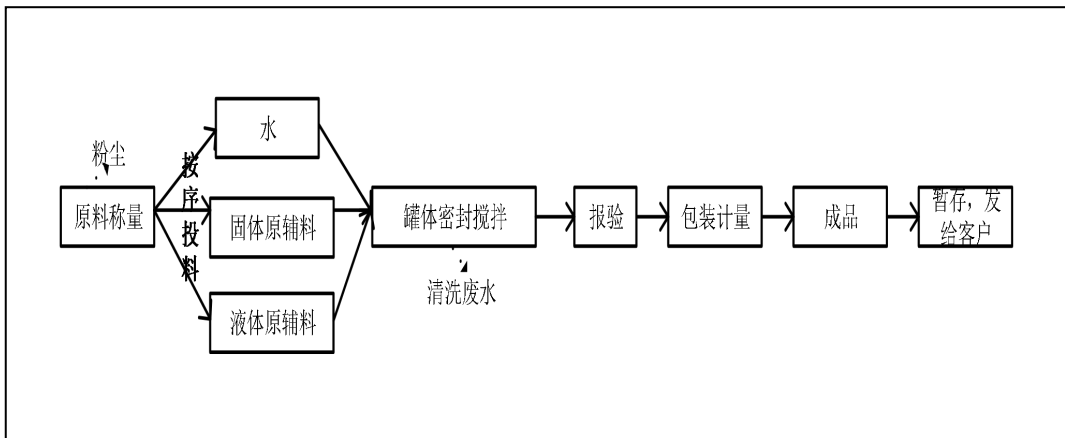 粉尘
原料称量
按
序
投
料
水
固体原辅料
液体原辅料
罐体密封搅拌
清洗废水
报验
包装计量
成品
暂存，发
给客户